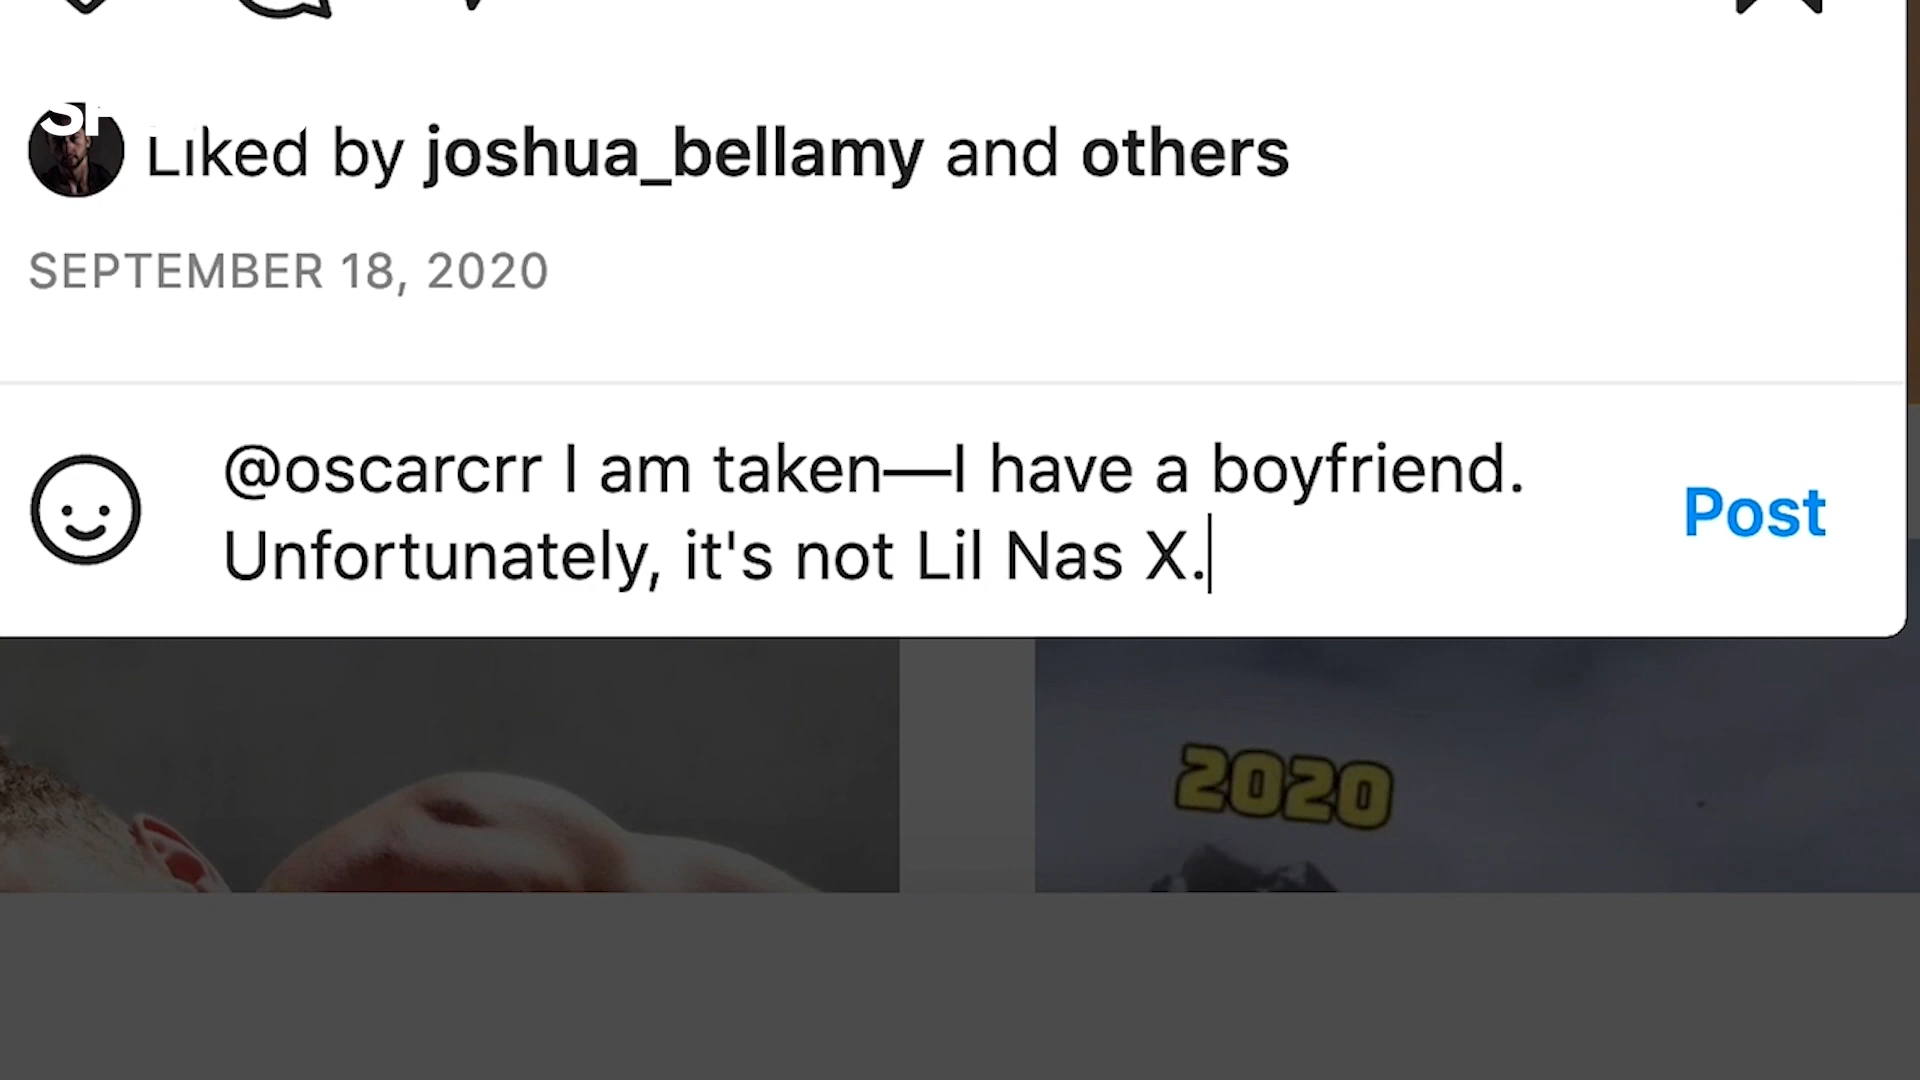 Liked by joshua_bellamy and others
SEPTEMBER 18, 2020
@oscarcrr I am taken—I have a boyfriend.
Unfortunately, it's not Lil Nas X.
Post
2020